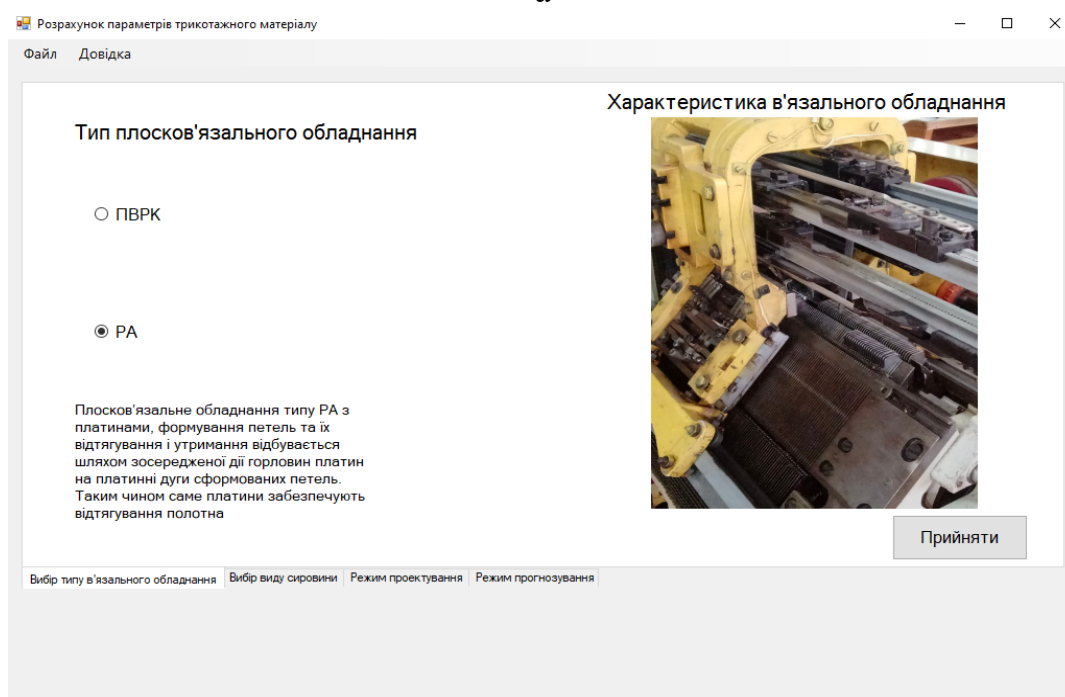 Розрахунок параметрів трикотажного матеріалу
Файл Довідка
Характеристика в'язального обладнання
Тип плосков'язального обладнання
ПВРК
РА
Плосков'язальне обладнання типу РА з
платинами, формування петель та їх
відтягування і утримання відбувається
шляхом зосередженої дії горловин платин
на платинні дуги сформованих петель.
Таким чином саме платини забезпечують
відтягування полотна
Прийняти
Вибір типу в'язального обладнання Вибір виду сировини Режим проектування Режим прогнозування